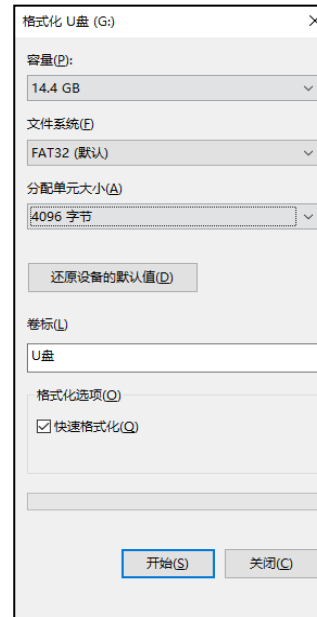 格式化 U盘 (G:)
容量(P):
14.4 GB
文件系统(F)
FAT32 (默认)
分配单元大小(A)
4096 字节
还原设备的默认值(D)
卷标(L)
U盘
格式化选项(O)
快速格式化(Q)
开始(S)
关闭(C)